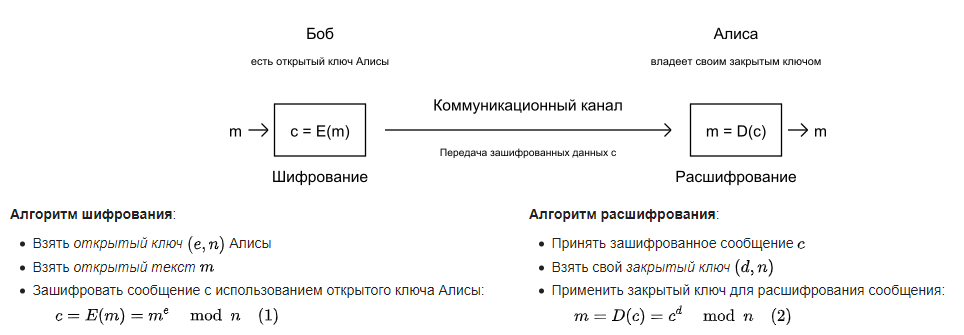 Боб
Алиса
есть открытый ключ Алисы
владеет своим закрытым ключом
Коммуникационный канал
m
c = E(m)
m = D(c)
m
Передача зашифрованных данных c
Шифрование
Расшифрование
Алгоритм шифрования:
• Взять открытый ключ (e, n) Алисы
• Взять открытый текст m
• Зашифровать сообщение с использованием открытого ключа Алисы:
c = E(m) = m^e mod n (1)
Алгоритм расшифрования:
• Принять зашифрованное сообщение c
• Взять свой закрытый ключ (d, n)
• Применить закрытый ключ для расшифрования сообщения:
m = D(c) = c^d mod n (2)